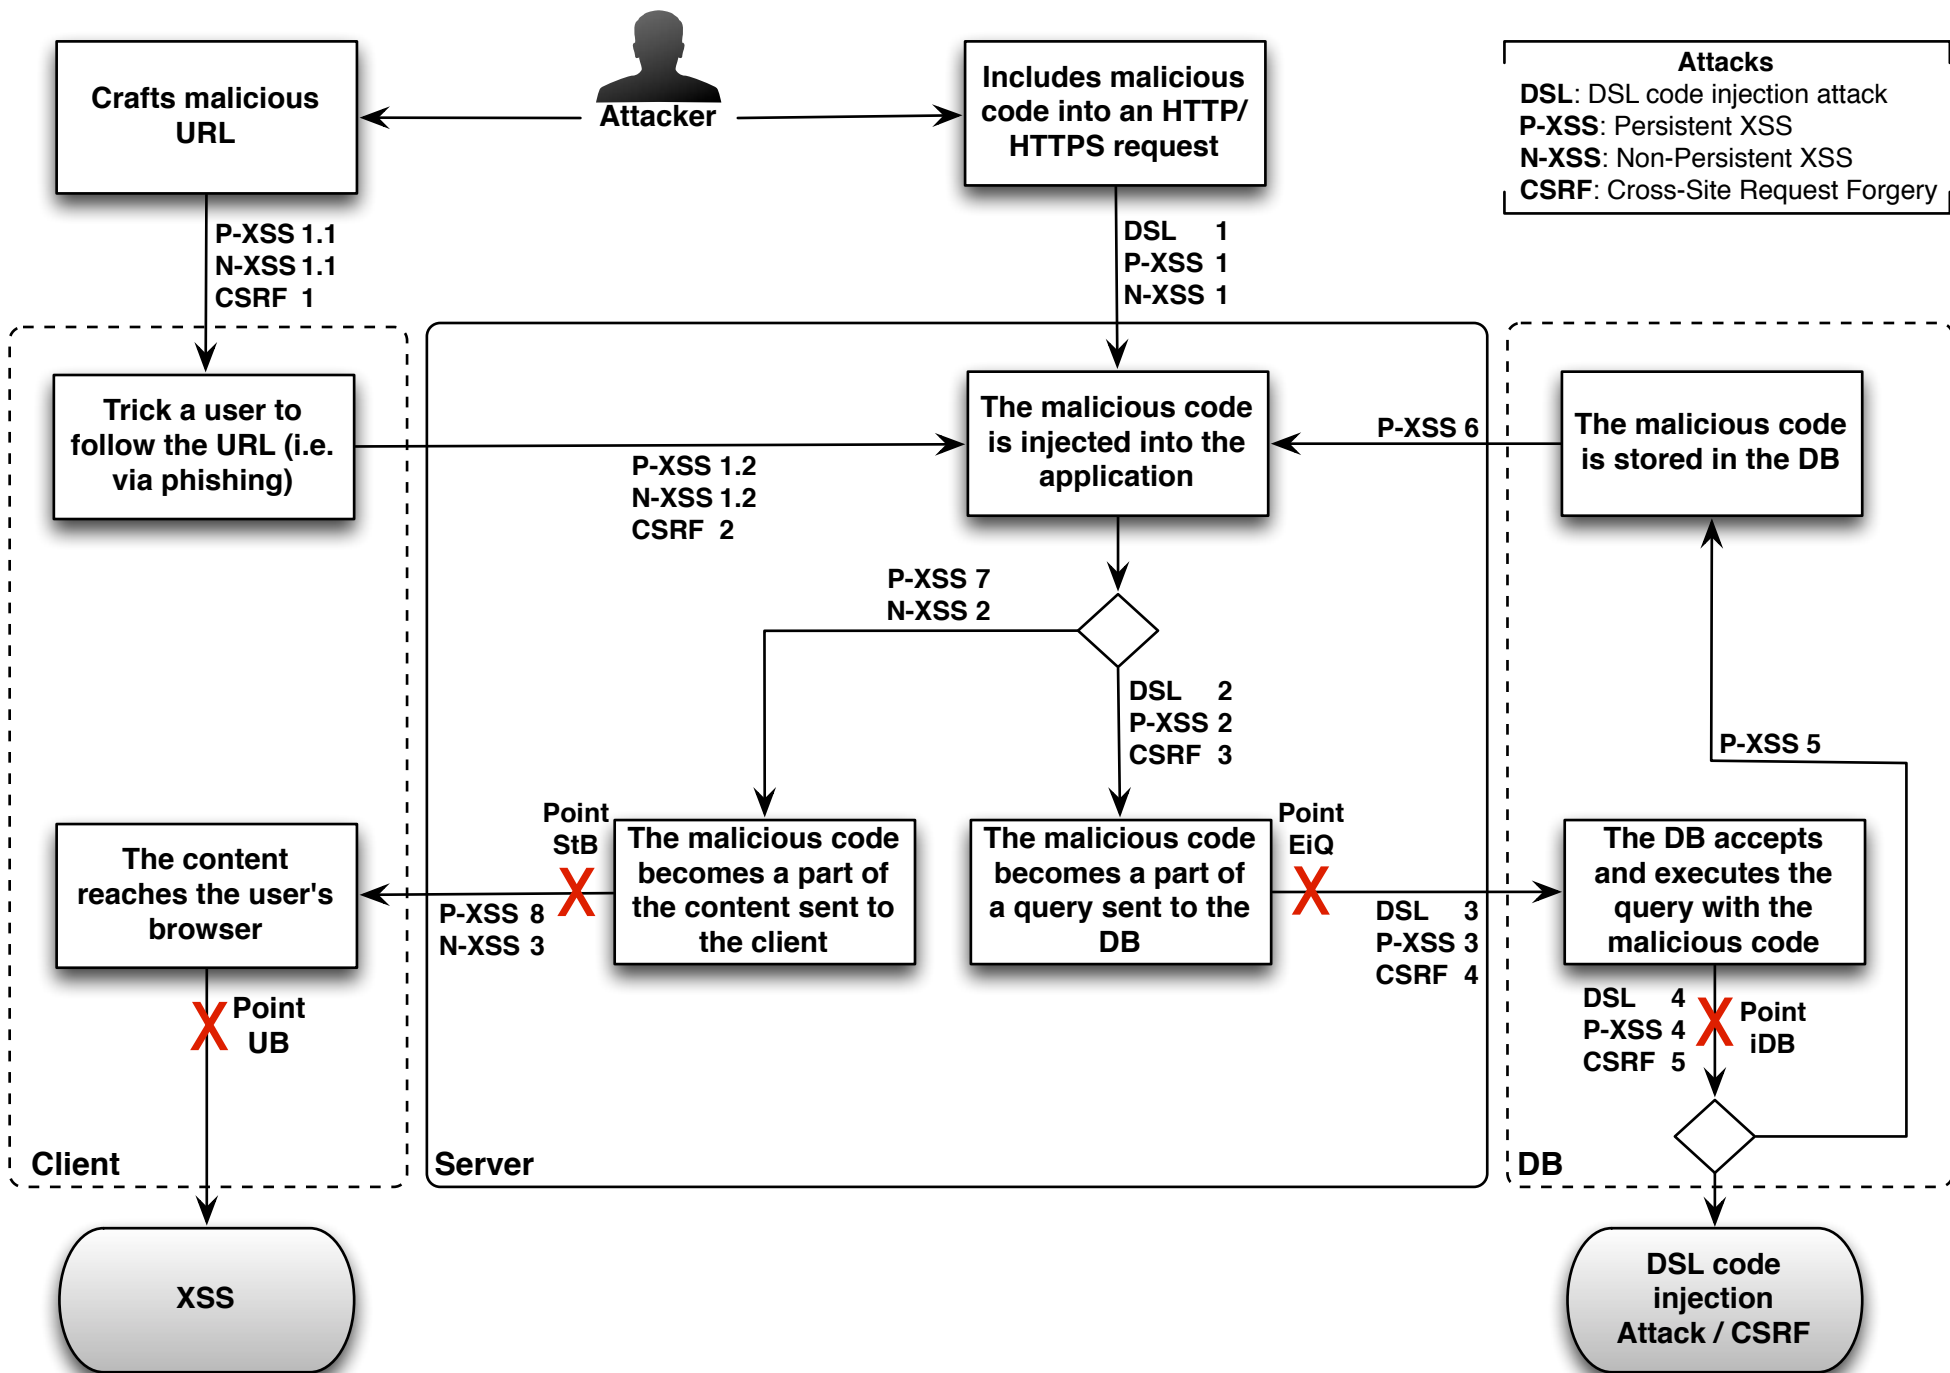 Attacker
Crafts malicious
URL
Includes malicious
code into an HTTP/
HTTPS request
Attacks
DSL: DSL code injection attack
P-XSS: Persistent XSS
N-XSS: Non-Persistent XSS
CSRF: Cross-Site Request Forgery
P-XSS 1.1
N-XSS 1.1
CSRF 1
DSL 1
P-XSS 1
N-XSS 1
Trick a user to
follow the URL (i.e.
via phishing)
P-XSS 1.2
N-XSS 1.2
CSRF 2
The malicious code
is injected into the
application
P-XSS 6
The malicious code
is stored in the DB
P-XSS 7
N-XSS 2
DSL 2
P-XSS 2
CSRF 3
P-XSS 5
The content
reaches the user's
browser
P-XSS 8
N-XSS 3
Point
StB
X
The malicious code
becomes a part of
the content sent to
the client
The malicious code
becomes a part of
a query sent to the
DB
Point
EiQ
X
DSL 3
P-XSS 3
CSRF 4
The DB accepts
and executes the
query with the
malicious code
X
Point
UB
DSL 4
P-XSS 4
CSRF 5
X
Point
iDB
Client
Server
DB
XSS
DSL code
injection
Attack / CSRF